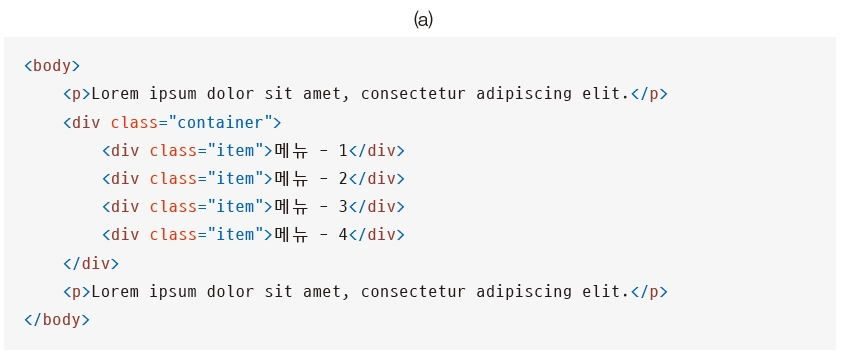 (a)
<body>
<p>Lorem ipsum dolor sit amet, consectetur adipiscing elit.</p>
<div class="container">
<div class="item">메뉴 - 1</div>
<div class="item">메뉴 - 2</div>
<div class="item">메뉴 - 3</div>
<div class="item">메뉴 - 4</div>
</div>
<p>Lorem ipsum dolor sit amet, consectetur adipiscing elit.</p>
</body>